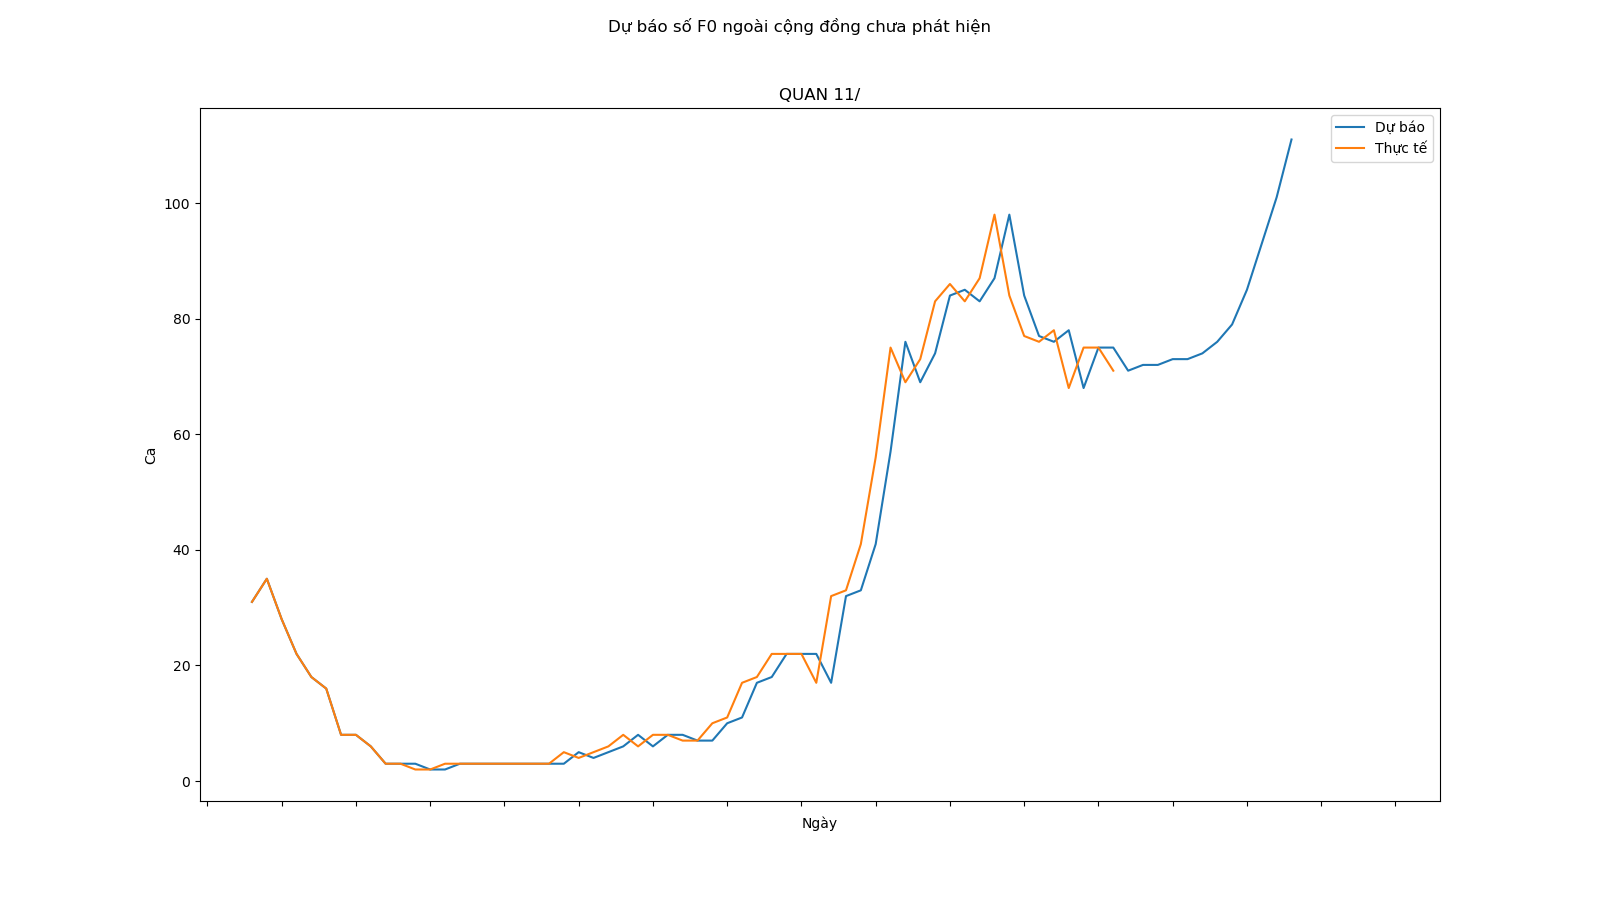 Dự báo số F0 ngoài cộng đồng chưa phát hiện
QUAN 11/
Dự báo
Thực tế
100
80
60
40
20
0
Ca
Ngày